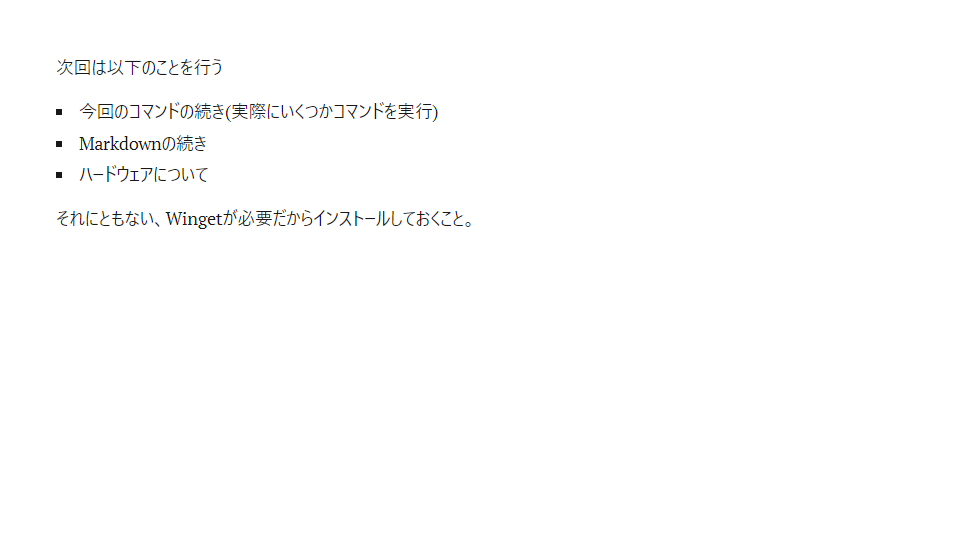 次回は以下のことを行う
今回のコマンドの続き(実際にいくつかコマンドを実行)
Markdownの続き
ハードウェアについて
それにともない、Wingetが必要だからインストールしておくこと。